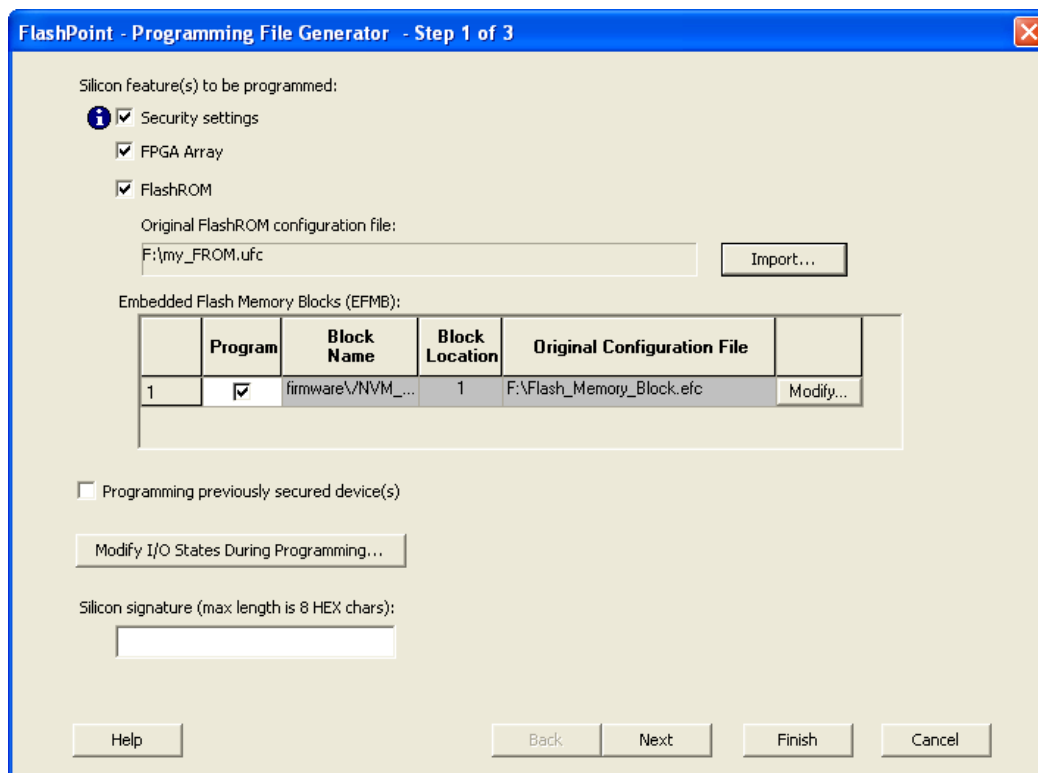 FlashPoint - Programming File Generator - Step 1 of 3
Silicon feature(s) to be programmed:
Security settings
FPGA Array
FlashROM
Original FlashROM configuration file:
F:\my_FROM.ufc
Import...
Embedded Flash Memory Blocks (EFMB):
Program Block Name Block Location Original Configuration File
1 firmware\/NVM_... 1 F:\Flash_Memory_Block.efc Modify...
Programming previously secured device(s)
Modify I/O States During Programming...
Silicon signature (max length is 8 HEX chars):
Help Back Next Finish Cancel